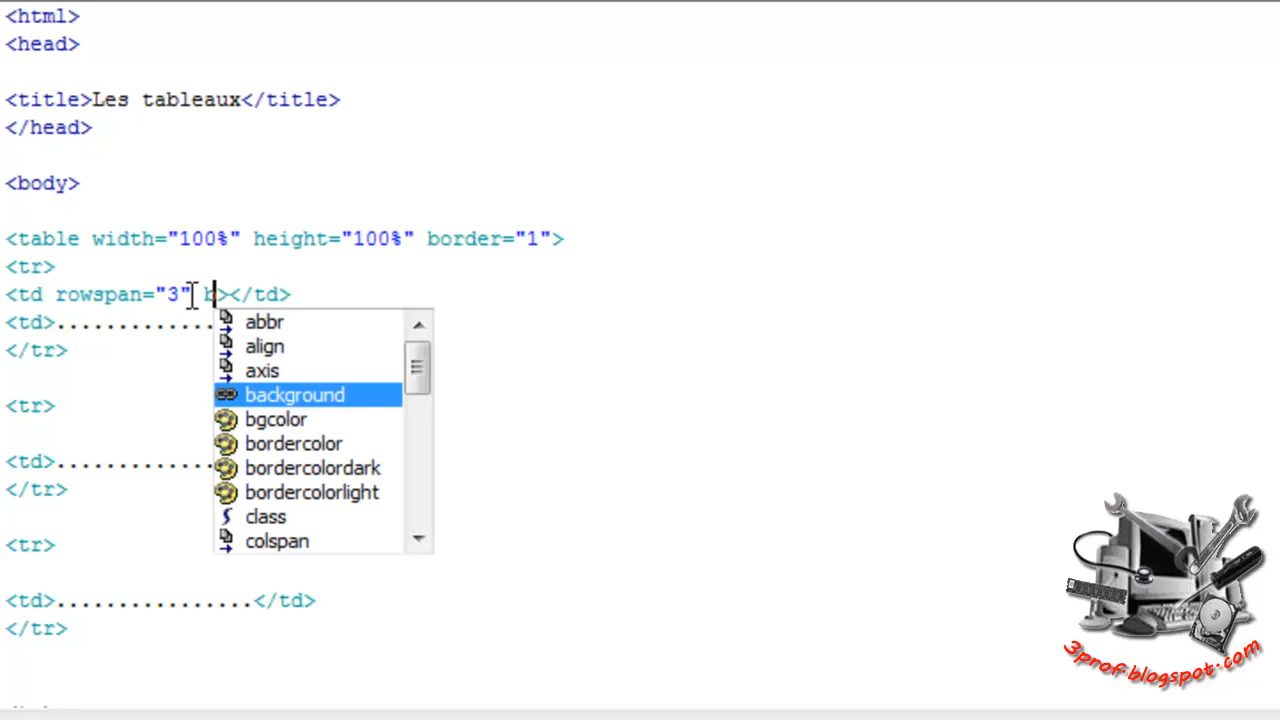 <html>
<head>
<title>Les tableaux</title>
</head>
<body>
<table width="100%" height="100%" border="1">
<tr>
<td rowspan="3" b></td>
<td>.............
</tr>
<tr>
<td>.............
</tr>
<tr>
<td>................</td>
</tr>
abbr
align
axis
background
bgcolor
bordercolor
bordercolordark
bordercolorlight
class
colspan
3prof.blogspot.com